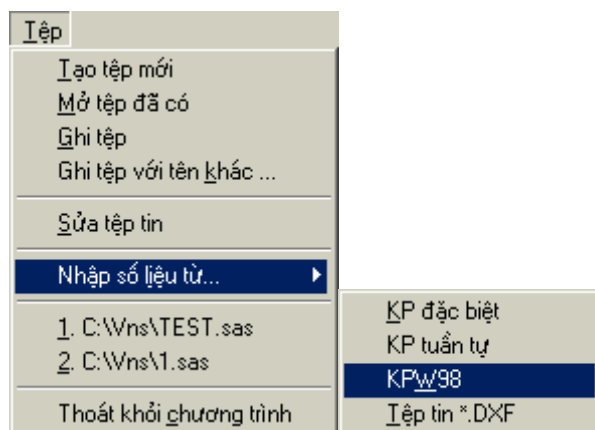 Tệp
Tạo tệp mới
Mở tệp đã có
Ghi tệp
Ghi tệp với tên khác ...
Sửa tệp tin
Nhập số liệu từ...
1. C:\Vns\TEST.sas
2. C:\Vns\1.sas
Thoát khỏi chương trình
KP đặc biệt
KP tuần tự
KPW98
Tệp tin *.DXF